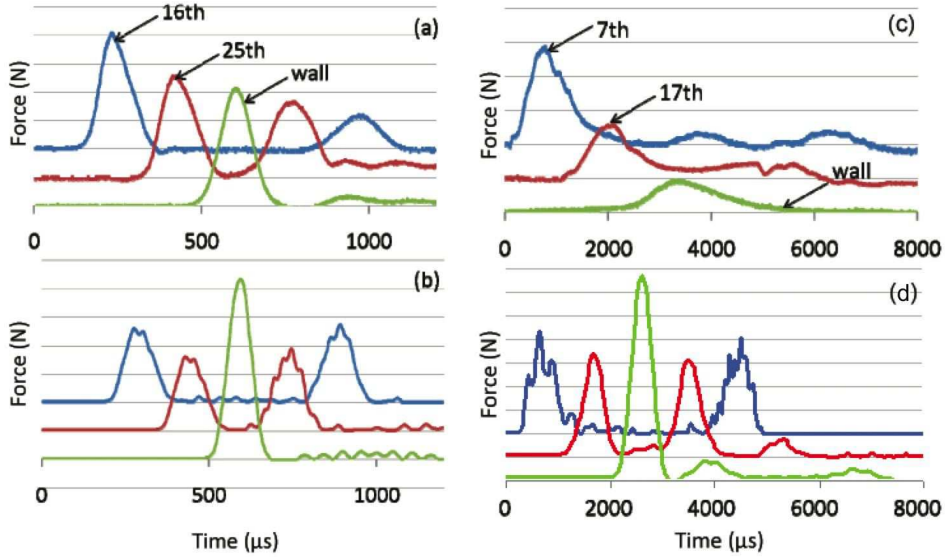 (a)
16th
25th
wall
Force (N)
0 500 1000
(c)
7th
17th
wall
Force (N)
0 2000 4000 6000 8000
(b)
Force (N)
0 500 1000
Time (µs)
(d)
Force (N)
0 2000 4000 6000 8000
Time (µs)